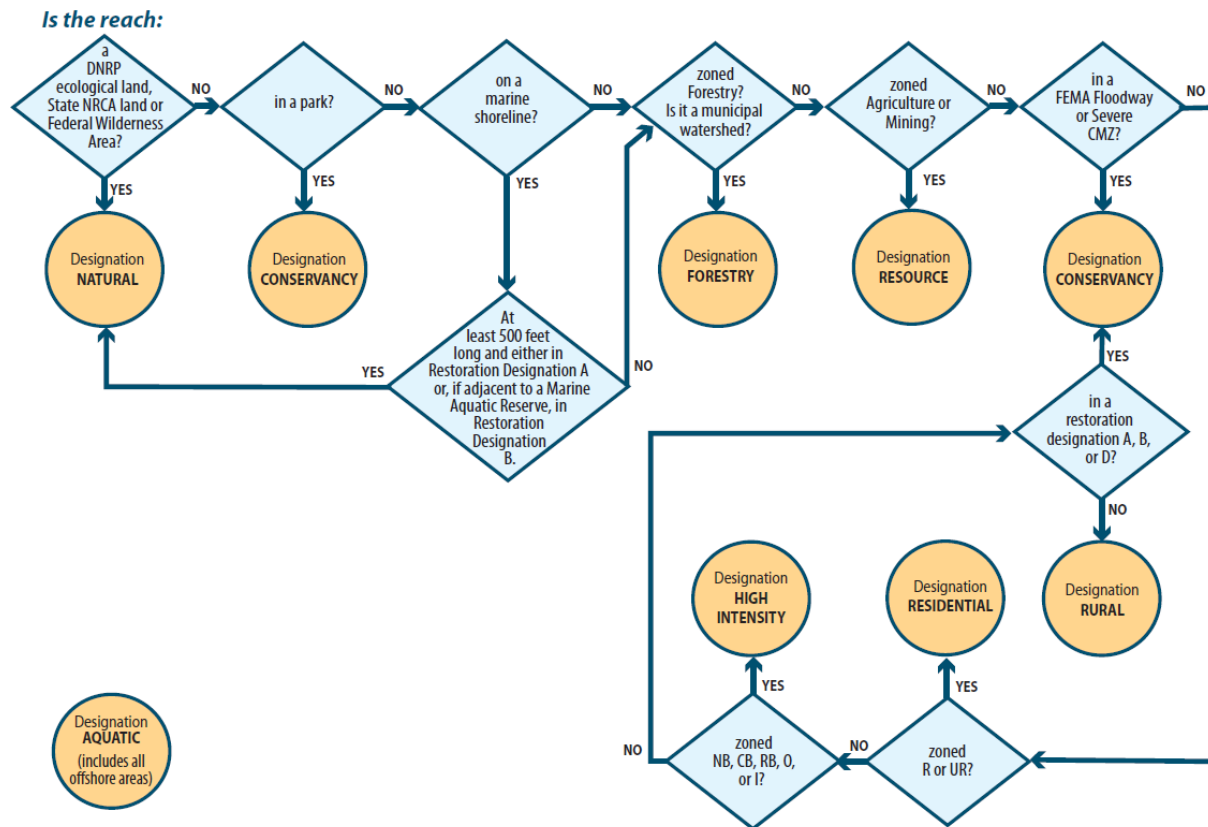 Is the reach:
a
DNRP
ecological land,
State NRCA land or
Federal Wilderness
Area?
NO
in a park?
NO
on a
marine
shoreline?
NO
zoned
Forestry?
Is it a municipal
watershed?
NO
zoned
Agriculture or
Mining?
NO
in a
FEMA Floodway
or Severe
CMZ?
NO
YES
YES
YES
YES
YES
YES
Designation
NATURAL
Designation
CONSERVANCY
Designation
FORESTRY
Designation
RESOURCE
Designation
CONSERVANCY
At
least 500 feet
long and either in
Restoration Designation A
or, if adjacent to a Marine
Aquatic Reserve, in
Restoration
Designation
B.
YES
NO
YES
in a
restoration
designation A, B,
or D?
NO
Designation
HIGH
INTENSITY
Designation
RESIDENTIAL
Designation
RURAL
YES
YES
Designation
AQUATIC
(includes all
offshore areas)
NO
zoned
NB, CB, RB, O,
or I?
NO
zoned
R or UR?